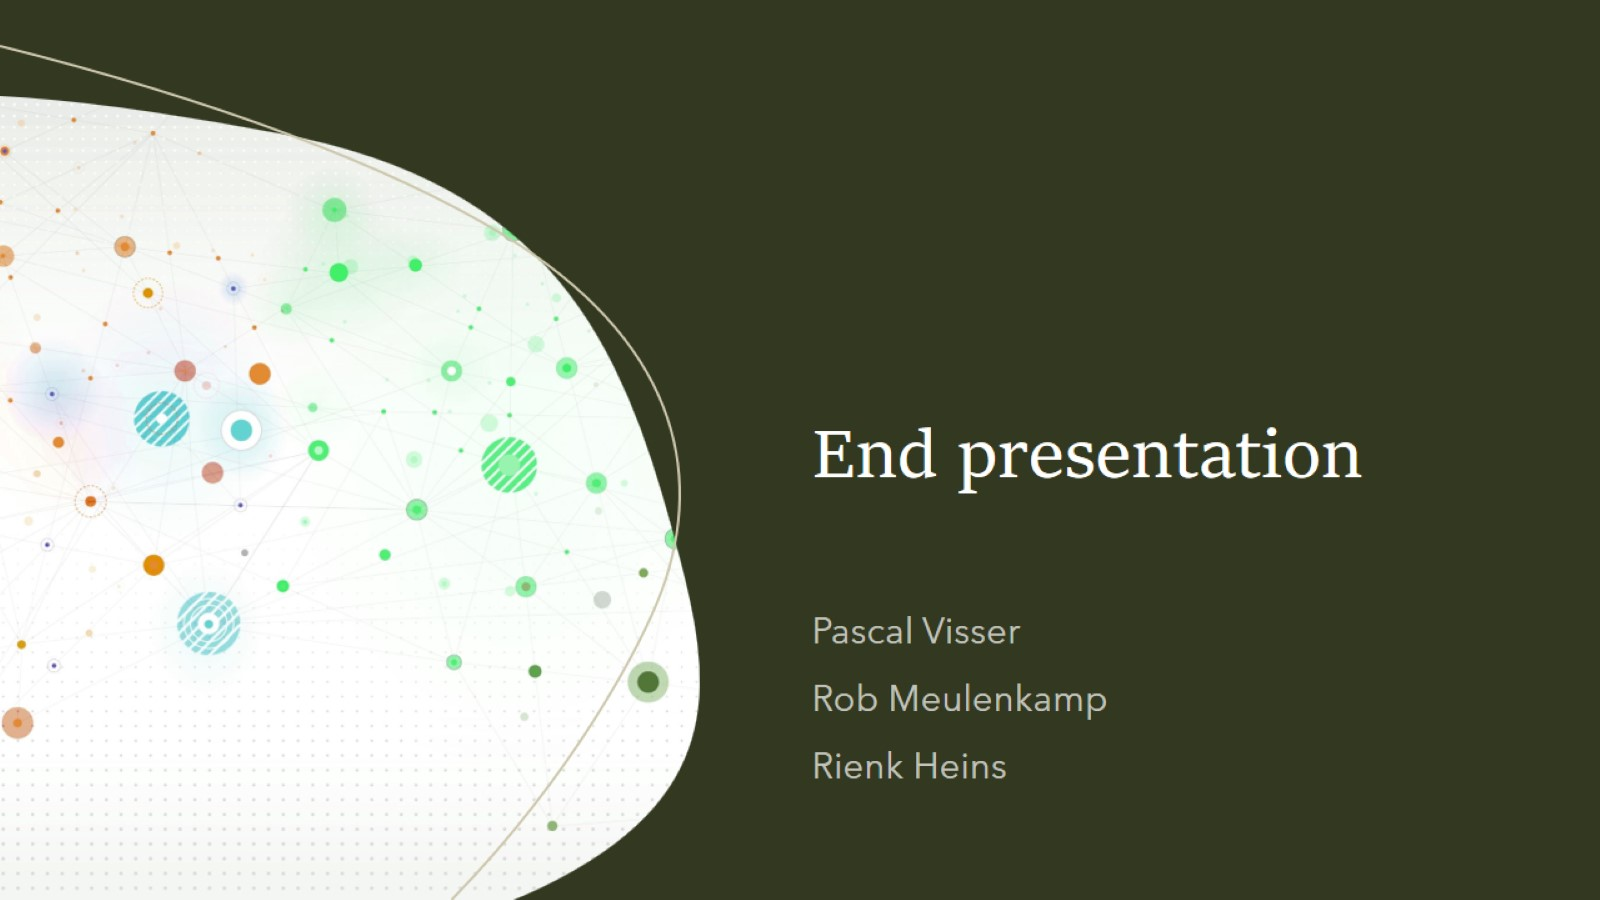 End presentation
Pascal Visser
Rob Meulenkamp
Rienk Heins